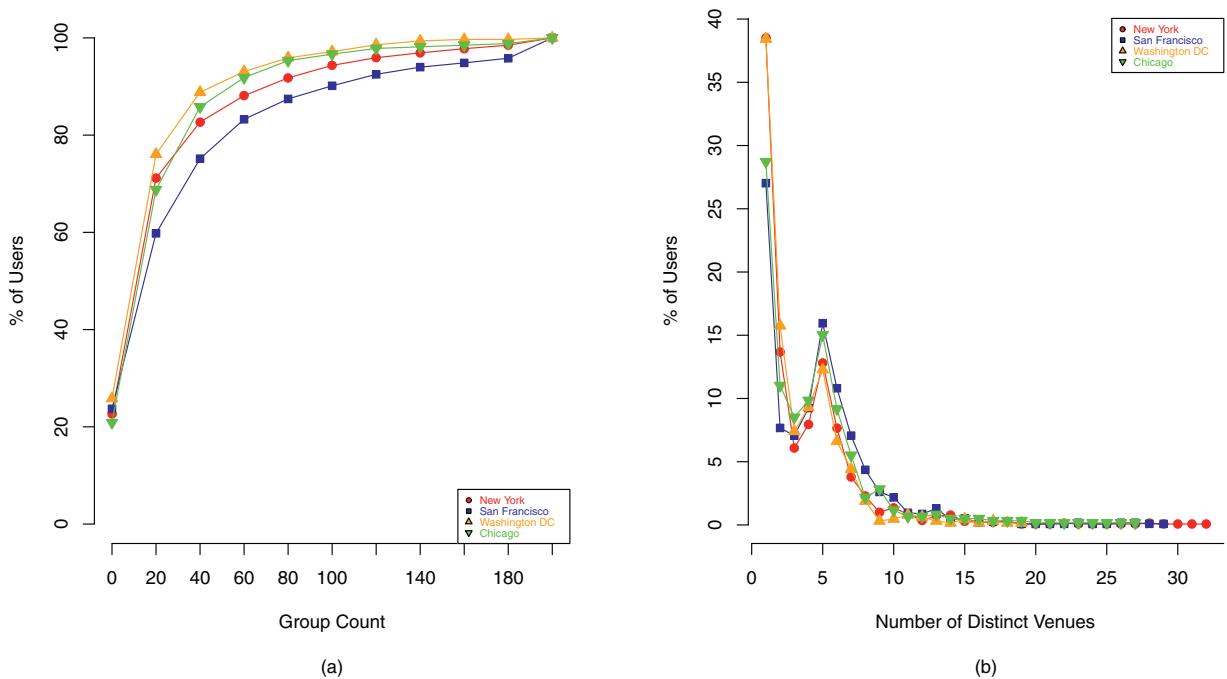 100
80
60
40
20
0
% of Users
0 20 40 60 80 100 140 180
Group Count
New York
San Francisco
Washington DC
Chicago
(a)
40
35
30
25
20
15
10
5
0
% of Users
0 5 10 15 20 25 30
Number of Distinct Venues
New York
San Francisco
Washington DC
Chicago
(b)